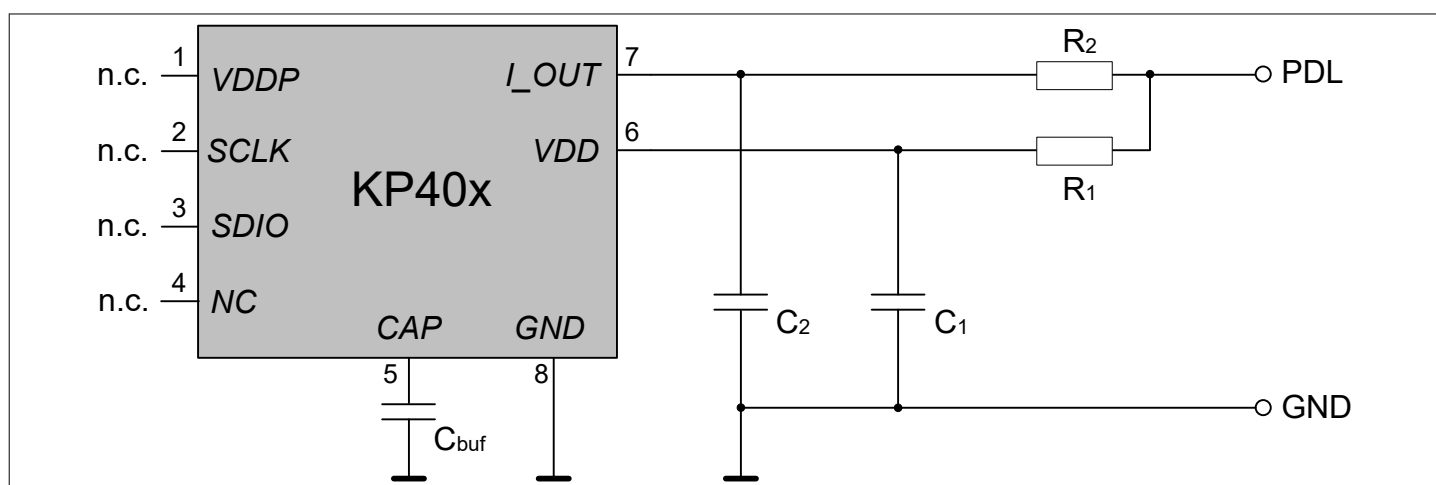 n.c. 1 VDDP
n.c. 2 SCLK
n.c. 3 SDIO
n.c. 4 NC
KP40x
I_OUT 7
VDD 6
CAP 5
GND 8
Cbuf
R2
R1
C2
C1
PDL
GND